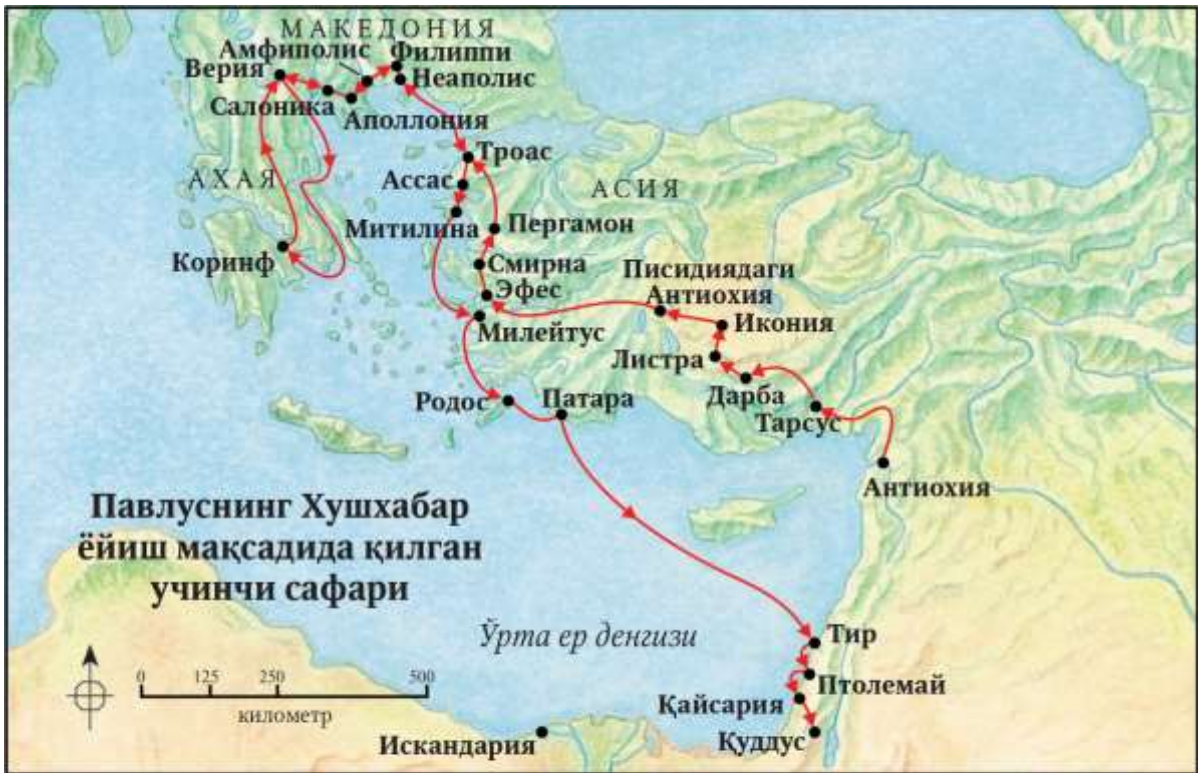 МАКЕДОНИЯ
Амфиполис
Филиппи
Верия
Неаполис
Салоника
Аполлония
Троас
АХАЯ
Ассас
АСИЯ
Митилина
Пергамон
Коринф
Смирна
Писидиядаги
Антиохия
Эфес
Милейтус
Икония
Листра
Дарба
Родос
Патара
Тарсус
Антиохия
Павлуснинг Хушхабар
ёйиш мақсадида қилган
учинчи сафари
Ўрта ер денгизи
Тир
Птолемай
Қайсария
Қуддус
Искандария
0 125 250 500
километр